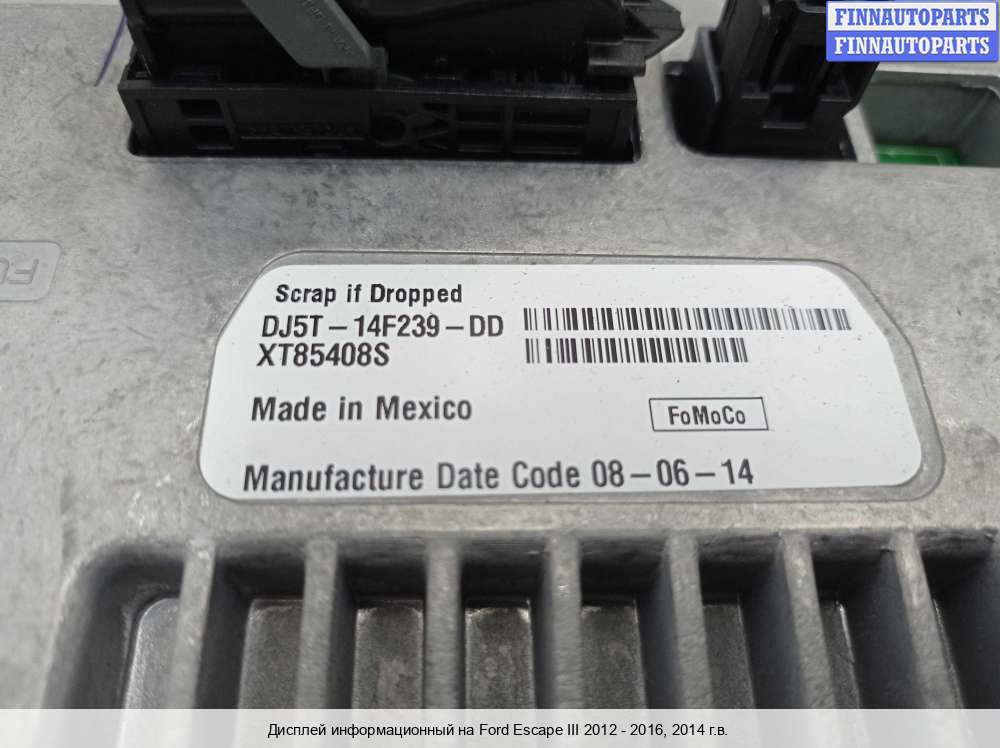 FINNAUTOPARTS
FINNAUTOPARTS
Scrap if Dropped
DJ5T-14F239-DD
XT85408S
Made in Mexico
FoMoCo
Manufacture Date Code 08-06-14
Дисплей информационный на Ford Escape III 2012 - 2016, 2014 г.в.